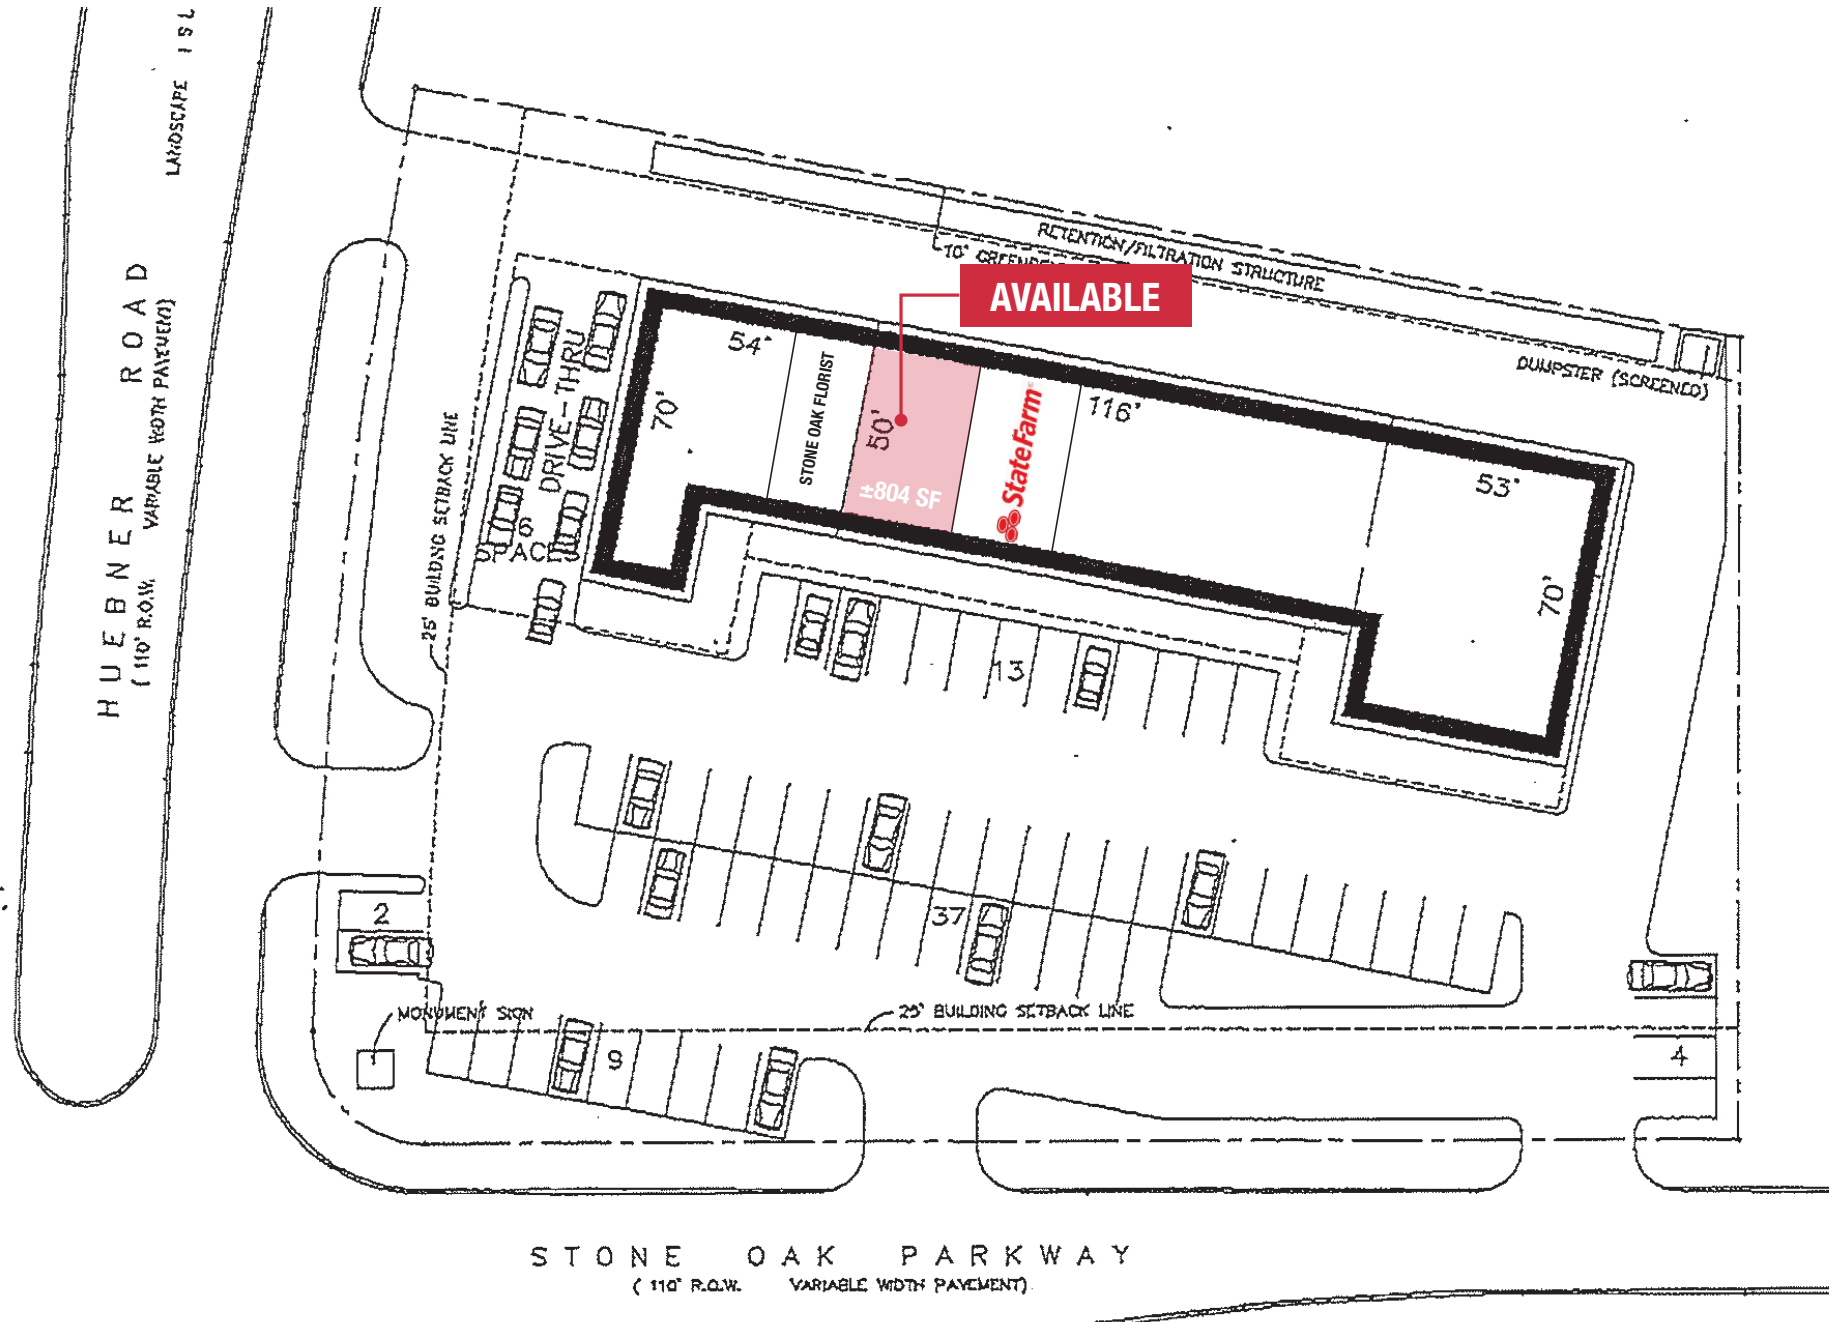 LANDSCAPE ISL
HUEBNER ROAD
(110' R.O.W. VARIABLE WIDTH PAVEMENT)
RETENTION/FILTRATION STRUCTURE
10'
AVAILABLE
DUMPSTER (SCREENED)
54'
70'
STONE OAK FLORIST
50'
±804 SF
StateFarm
116'
53'
70'
DRIVE-THRU
6
SPACES
25' BUILDING SETBACK LINE
13
37
2
MONUMENT SIGN
25' BUILDING SETBACK LINE
9
4
STONE OAK PARKWAY
(110' R.O.W. VARIABLE WIDTH PAVEMENT)